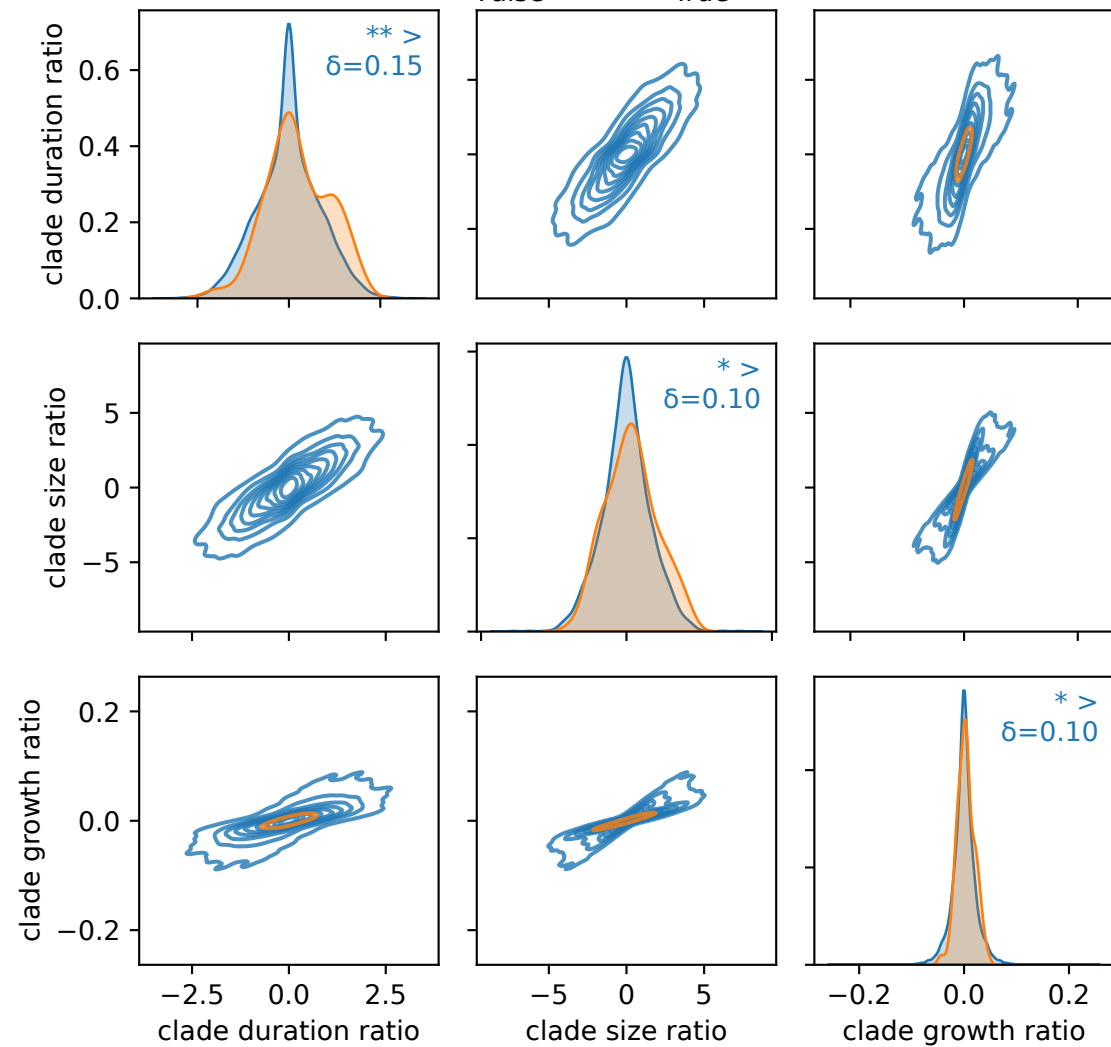 clade duration ratio
0.6
0.4
0.2
0.0
** >
δ=0.15
clade size ratio
5
0
−5
* >
δ=0.10
clade growth ratio
0.2
0.0
−0.2
* >
δ=0.10
−2.5 0.0 2.5
−5 0 5
−0.2 0.0 0.2
clade duration ratio
clade size ratio
clade growth ratio